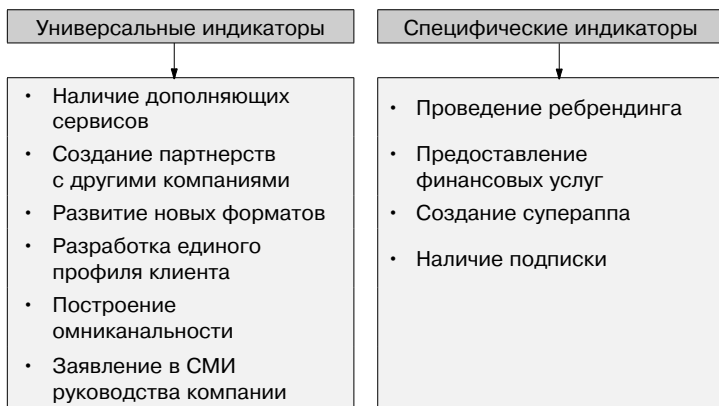 Универсальные индикаторы
• Наличие дополняющих
сервисов
• Создание партнерств
с другими компаниями
• Развитие новых форматов
• Разработка единого
профиля клиента
• Построение
омниканальности
• Заявление в СМИ
руководства компании
Специфические индикаторы
• Проведение ребрендинга
• Предоставление
финансовых услуг
• Создание суперaппа
• Наличие подписки